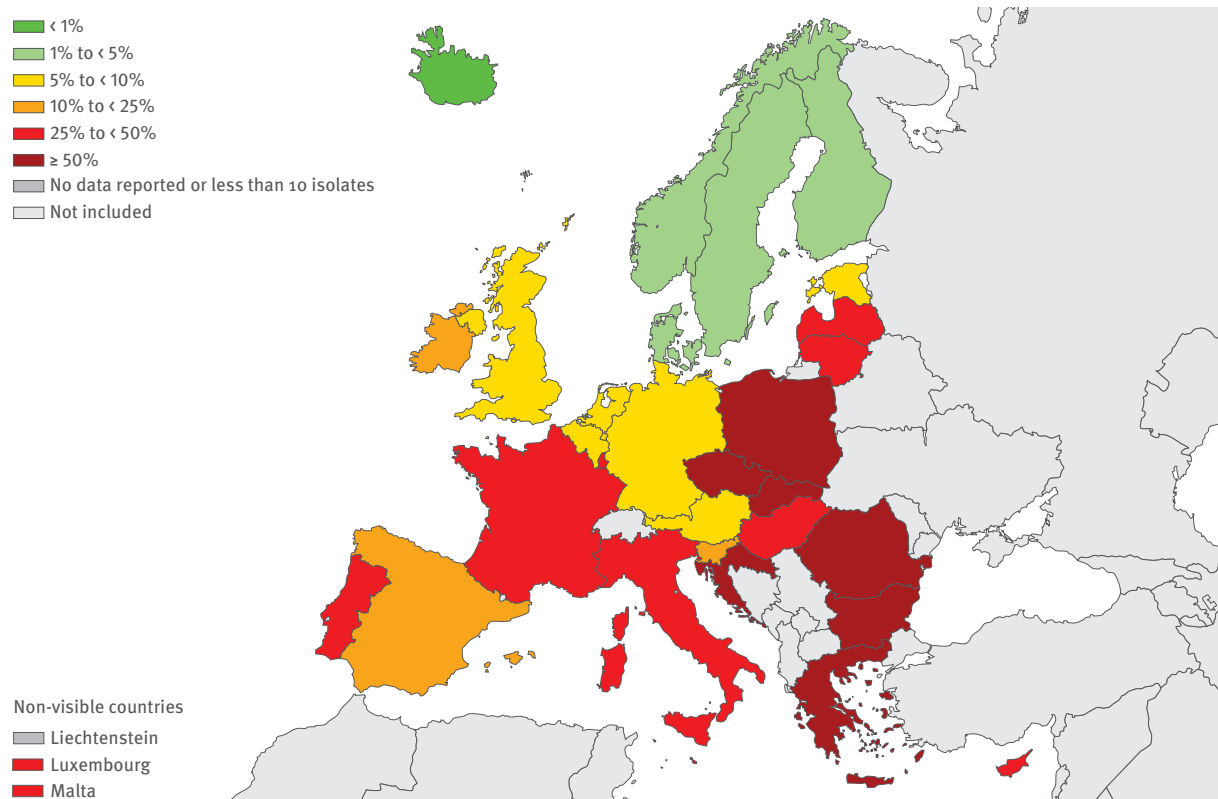 < 1%
1% to < 5%
5% to < 10%
10% to < 25%
25% to < 50%
≥ 50%
No data reported or less than 10 isolates
Not included
Non-visible countries
Liechtenstein
Luxembourg
Malta